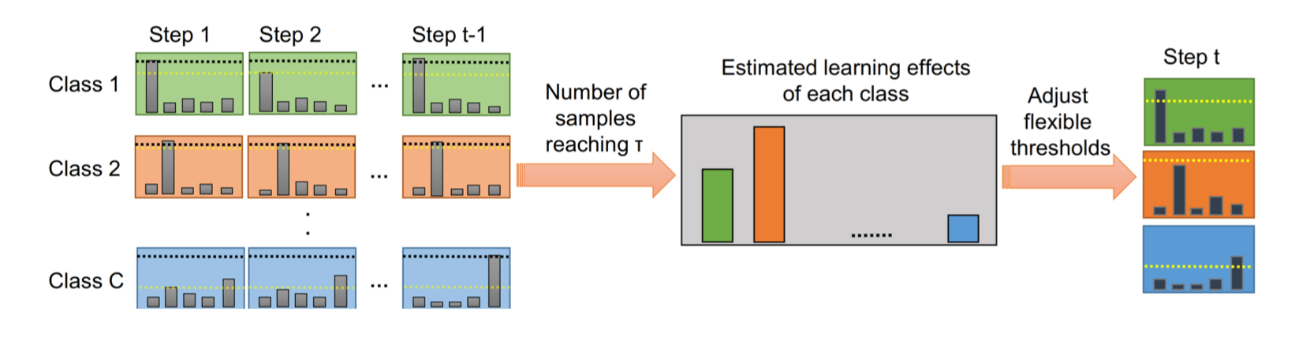 Step 1
Step 2
Step t-1
Class 1
...
Class 2
...
Class C
...
Number of
samples
reaching τ
Estimated learning effects
of each class
.......
Adjust
flexible
thresholds
Step t